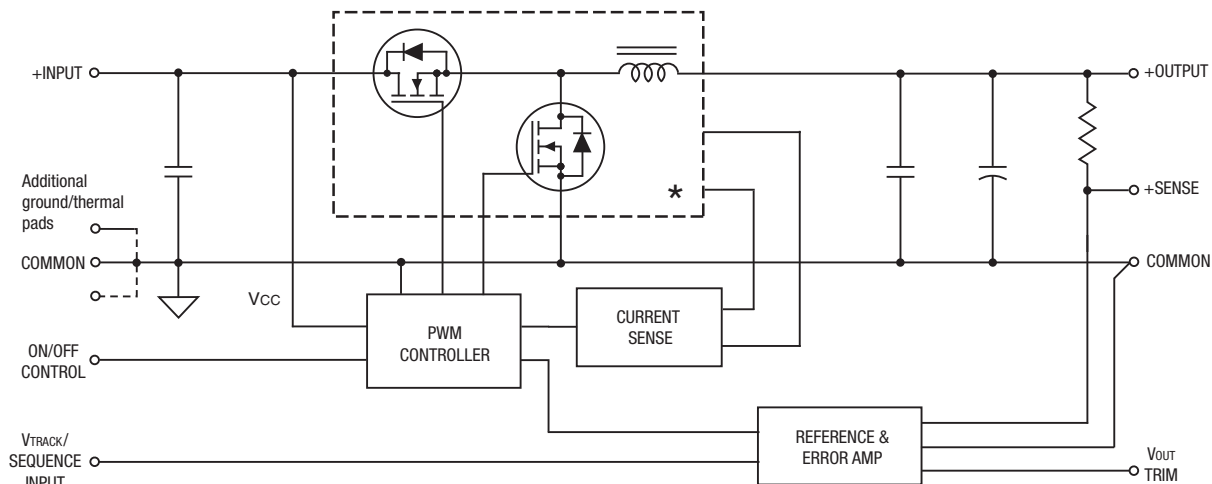 +INPUT
+OUTPUT
Additional
ground/thermal
pads
*
+SENSE
COMMON
COMMON
VCC
PWM
CONTROLLER
CURRENT
SENSE
ON/OFF
CONTROL
VTRACK/
SEQUENCE
INPUT
REFERENCE &
ERROR AMP
VOUT
TRIM